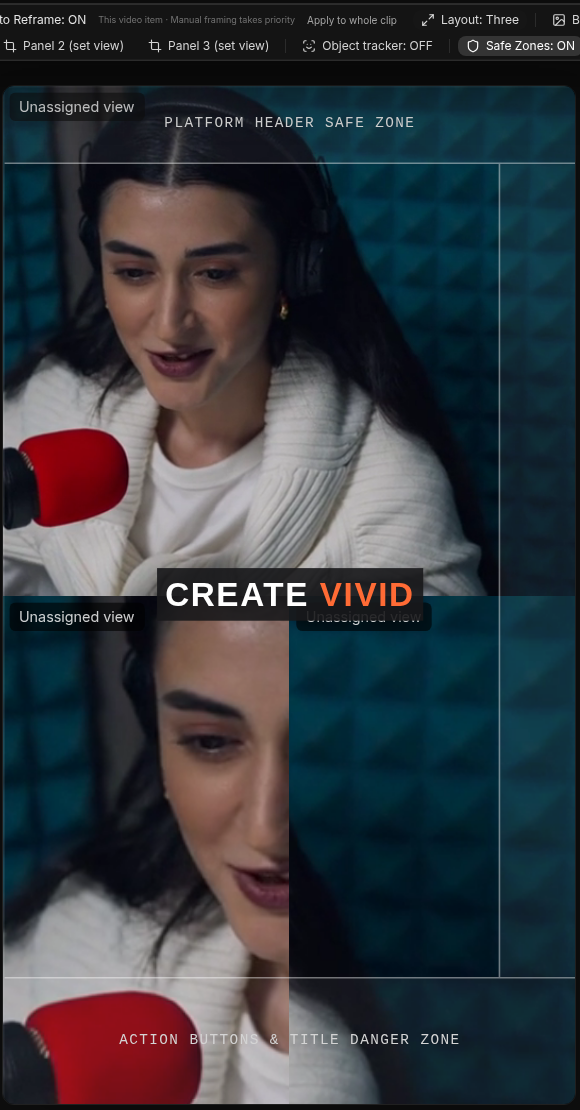 to Reframe: ON This video item · Manual framing takes priority Apply to whole clip Layout: Three B
Panel 2 (set view) Panel 3 (set view) Object tracker: OFF Safe Zones: ON
Unassigned view
PLATFORM HEADER SAFE ZONE
CREATE VIVID
Unassigned view Unassigned view
ACTION BUTTONS & TITLE DANGER ZONE